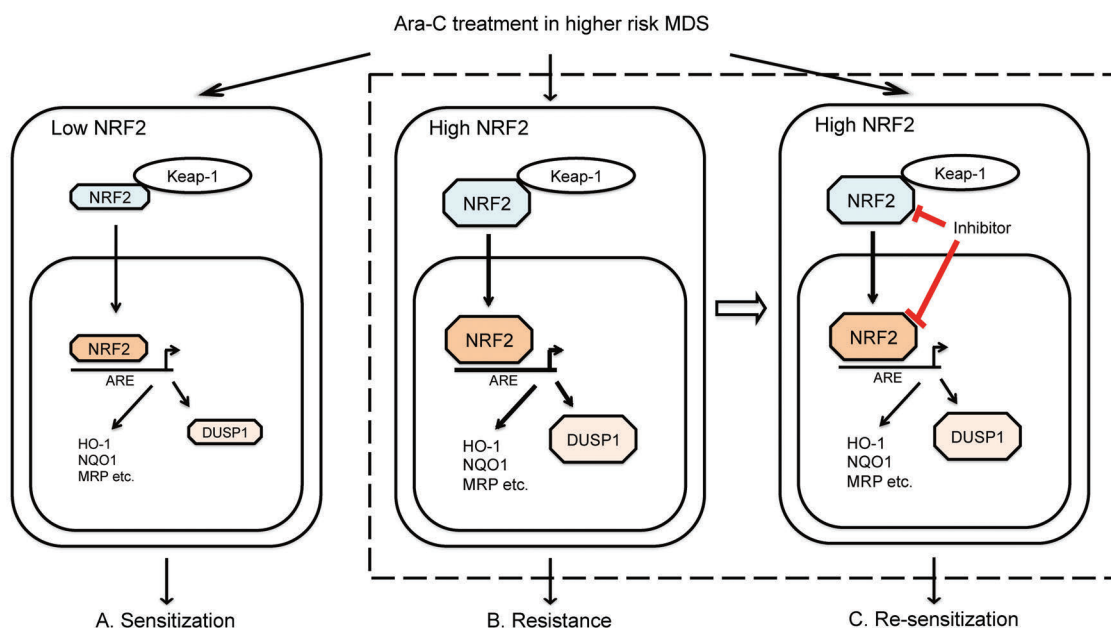 Ara-C treatment in higher risk MDS
Low NRF2
Keap-1
NRF2
NRF2
ARE
HO-1
NQO1
MRP etc.
DUSP1
A. Sensitization
High NRF2
Keap-1
NRF2
NRF2
ARE
HO-1
NQO1
MRP etc.
DUSP1
B. Resistance
High NRF2
Keap-1
NRF2
Inhibitor
NRF2
ARE
HO-1
NQO1
MRP etc.
DUSP1
C. Re-sensitization